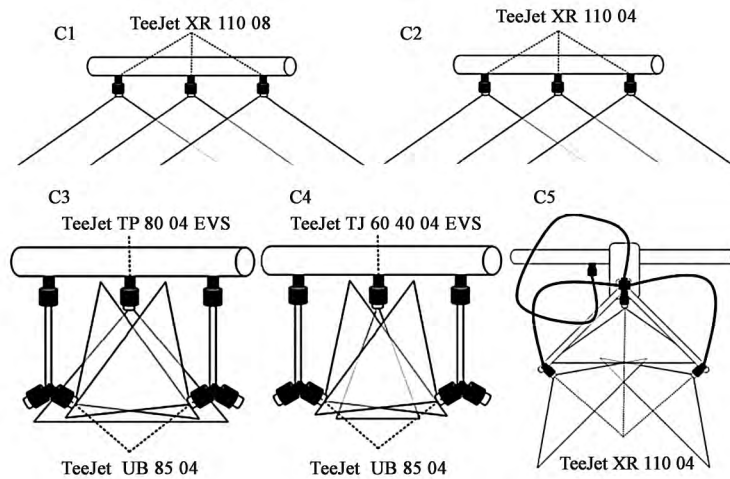 C1
TeeJet XR 110 08
C2
TeeJet XR 110 04
C3
TeeJet TP 80 04 EVS
TeeJet UB 85 04
C4
TeeJet TJ 60 40 04 EVS
TeeJet UB 85 04
C5
TeeJet XR 110 04